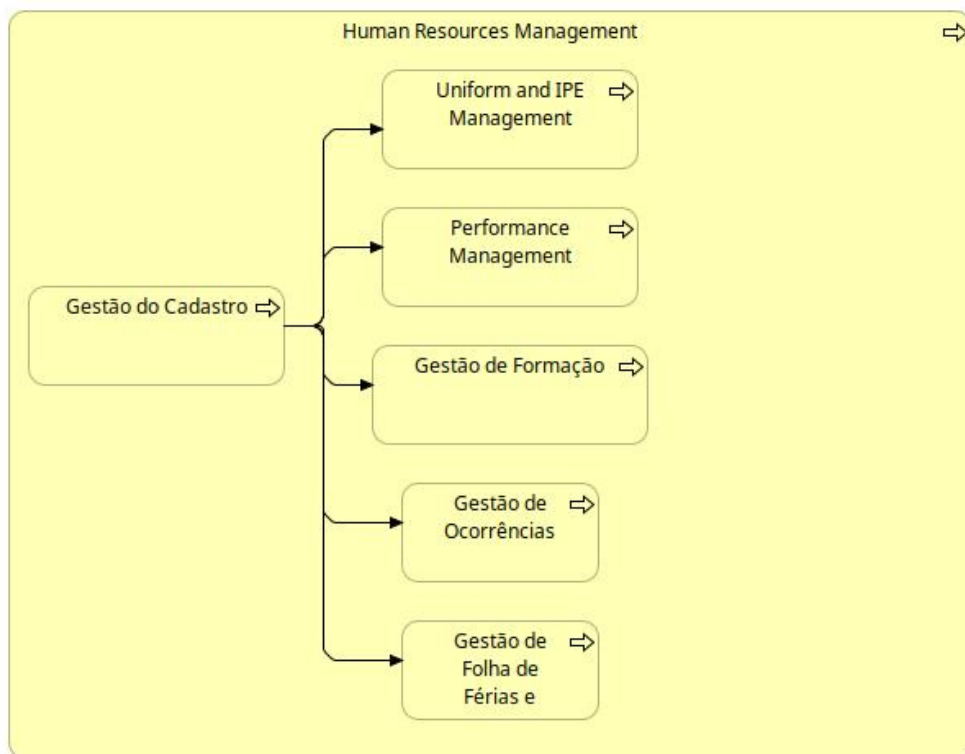 Human Resources Management
Uniform and IPE
Management
Performance
Management
Gestão do Cadastro
Gestão de Formação
Gestão de
Ocorrências
Gestão de
Folha de
Férias e